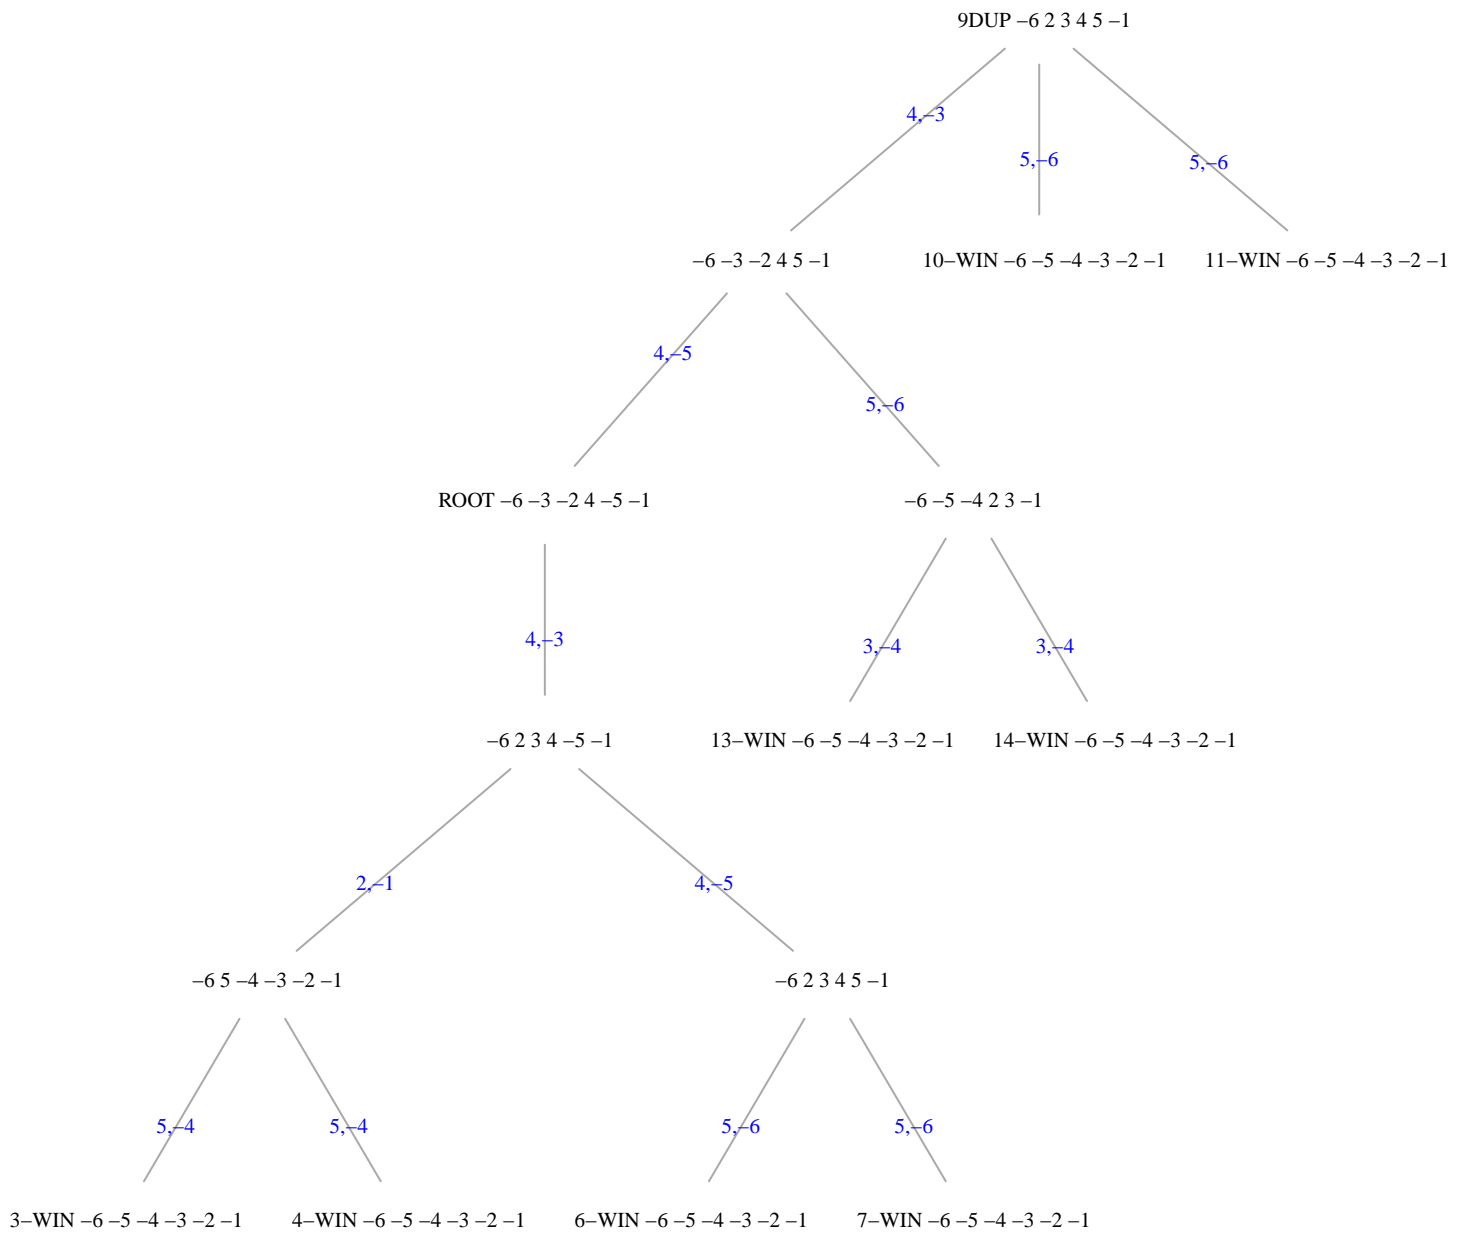 9DUP −6 2 3 4 5 −1
4,−3
5,−6
5,−6
−6 −3 −2 4 5 −1
10−WIN −6 −5 −4 −3 −2 −1
11−WIN −6 −5 −4 −3 −2 −1
4,−5
5,−6
ROOT −6 −3 −2 4 −5 −1
−6 −5 −4 2 3 −1
4,−3
3,−4
3,−4
−6 2 3 4 −5 −1
13−WIN −6 −5 −4 −3 −2 −1
14−WIN −6 −5 −4 −3 −2 −1
2,−1
4,−5
−6 5 −4 −3 −2 −1
−6 2 3 4 5 −1
5,−4
5,−4
5,−6
5,−6
3−WIN −6 −5 −4 −3 −2 −1
4−WIN −6 −5 −4 −3 −2 −1
6−WIN −6 −5 −4 −3 −2 −1
7−WIN −6 −5 −4 −3 −2 −1